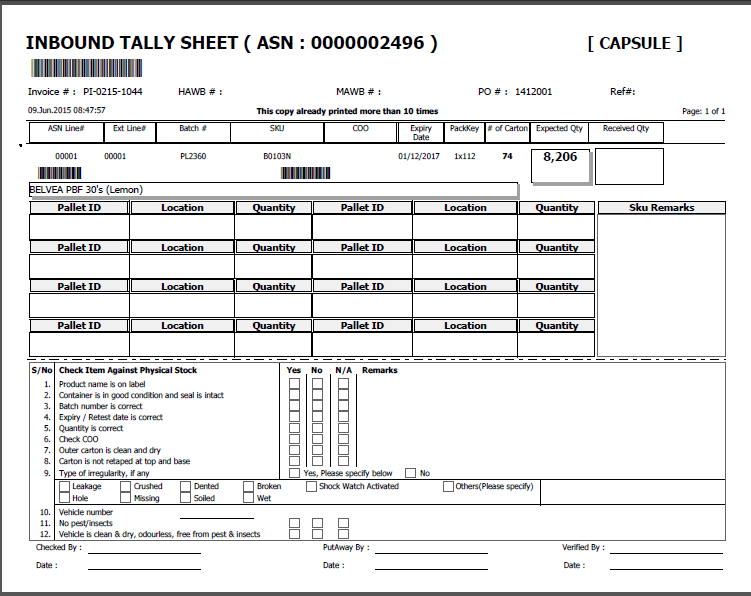 INBOUND TALLY SHEET ( ASN : 0000002496 ) [ CAPSULE ]
Invoice # : PI-0215-1044 HAWB # : MAWB # : PO # : 1412001 Ref#:
09.Jun.2015 08:47:57 This copy already printed more than 10 times Page: 1 of 1
ASN Line# Ext Line# Batch # SKU COO Expiry Date PackKey # of Carton Expected Qty Received Qty
00001 00001 PL2360 B0103N 01/12/2017 1x112 74 8,206
BELVEA PBF 30's (Lemon)
Pallet ID Location Quantity Pallet ID Location Quantity Sku Remarks
Pallet ID Location Quantity Pallet ID Location Quantity
Pallet ID Location Quantity Pallet ID Location Quantity
Pallet ID Location Quantity Pallet ID Location Quantity
S/No Check Item Against Physical Stock Yes No N/A Remarks
1. Product name is on label
2. Container is in good condition and seal is intact
3. Batch number is correct
4. Expiry / Retest date is correct
5. Quantity is correct
6. Check COO
7. Outer carton is clean and dry
8. Carton is not retaped at top and base
9. Type of irregularity, if any Yes, Please specify below No
Leakage Crushed Dented Broken Shock Watch Activated Others(Please specify)
Hole Missing Soiled Wet
10. Vehicle number
11. No pest/insects
12. Vehicle is clean & dry, odourless, free from pest & insects
Checked By : PutAway By : Verified By :
Date : Date : Date :